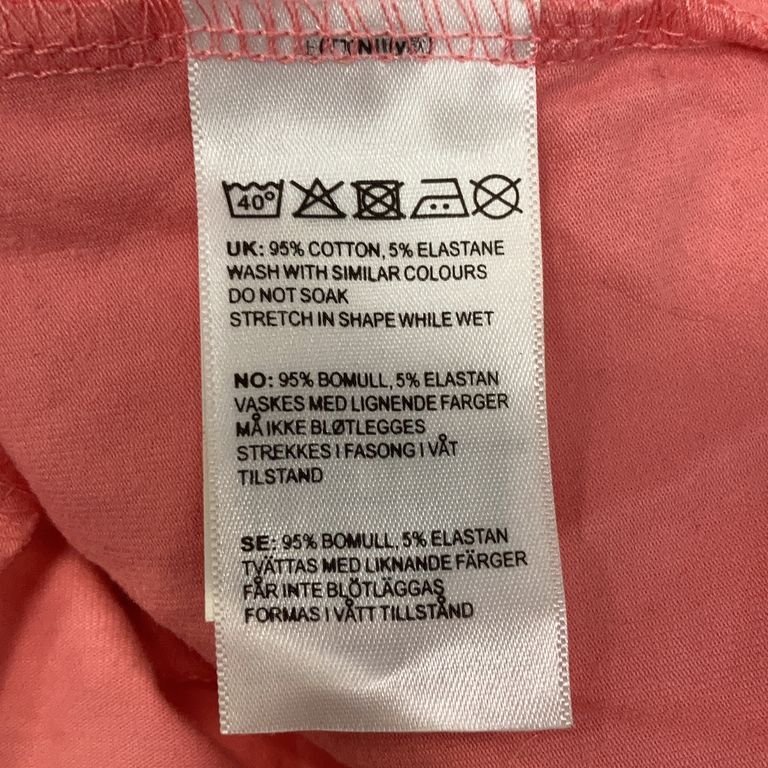 40°
UK: 95% COTTON, 5% ELASTANE
WASH WITH SIMILAR COLOURS
DO NOT SOAK
STRETCH IN SHAPE WHILE WET
NO: 95% BOMULL, 5% ELASTAN
VASKES MED LIGNENDE FARGER
MÅ IKKE BLØTLEGGES
STREKKES I FASONG I VÅT
TILSTAND
SE: 95% BOMULL, 5% ELASTAN
TVÄTTAS MED LIKNANDE FÄRGER
FÅR INTE BLÖTLÄGGAS
FORMAS I VÅTT TILLSTÅND